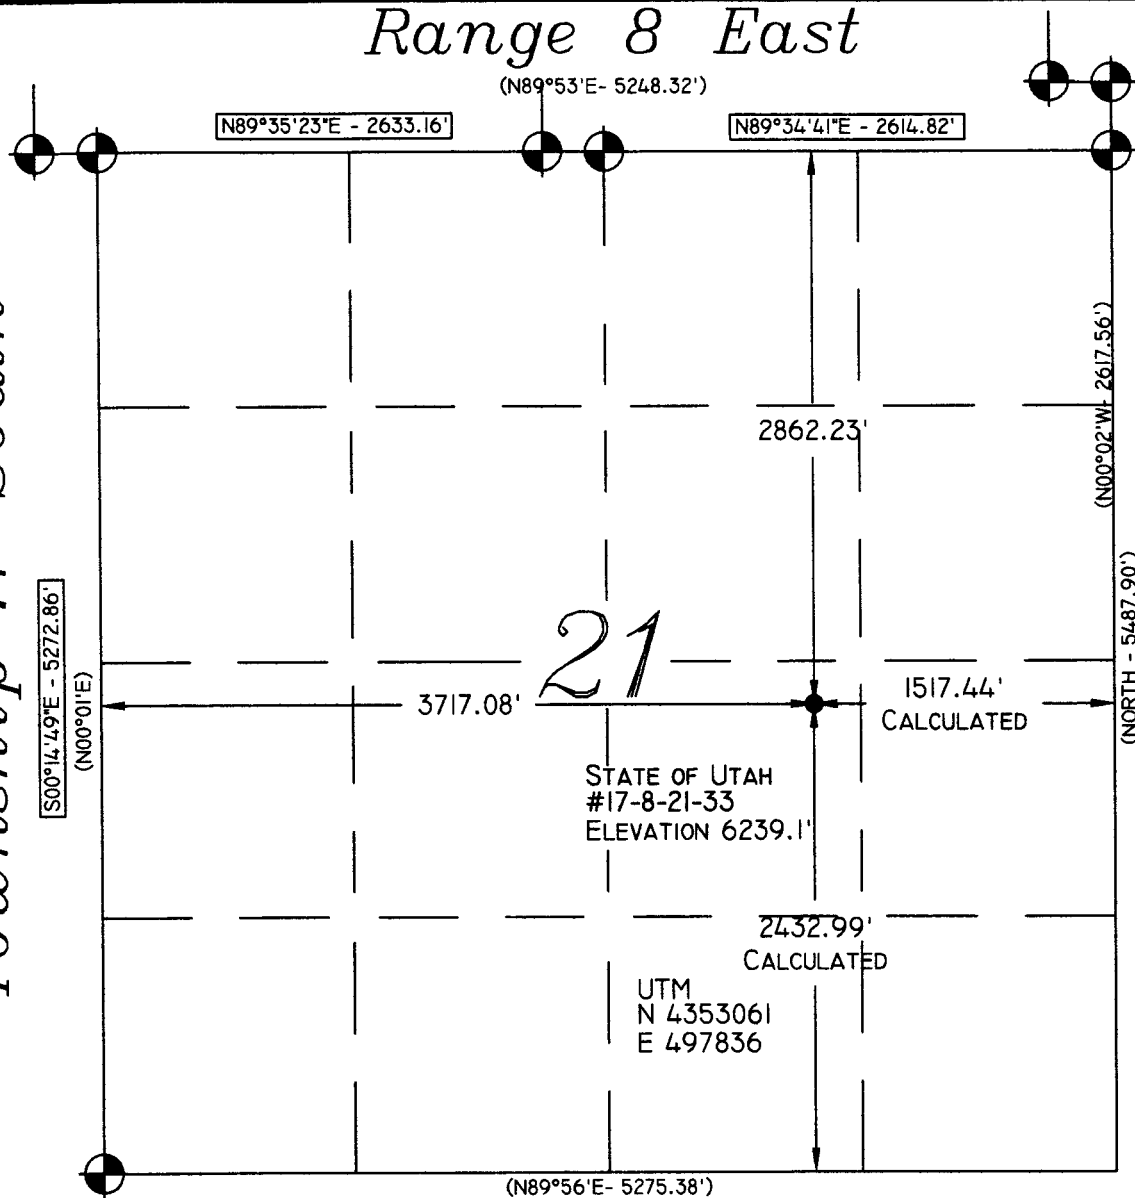 Range 8 East
(N89°53'E- 5248.32')
N89°35'23"E - 2633.16'
N89°34'41"E - 2614.82'
(N00°02'W- 2617.56')
2862.23'
(NORTH - 5487.90')
S00°14'49"E - 5272.86'
(N00°01'E)
21
3717.08'
1517.44'
CALCULATED
STATE OF UTAH
#17-8-21-33
ELEVATION 6239.1'
2432.99'
CALCULATED
UTM
N 4353061
E 497836
(N89°56'E- 5275.38')